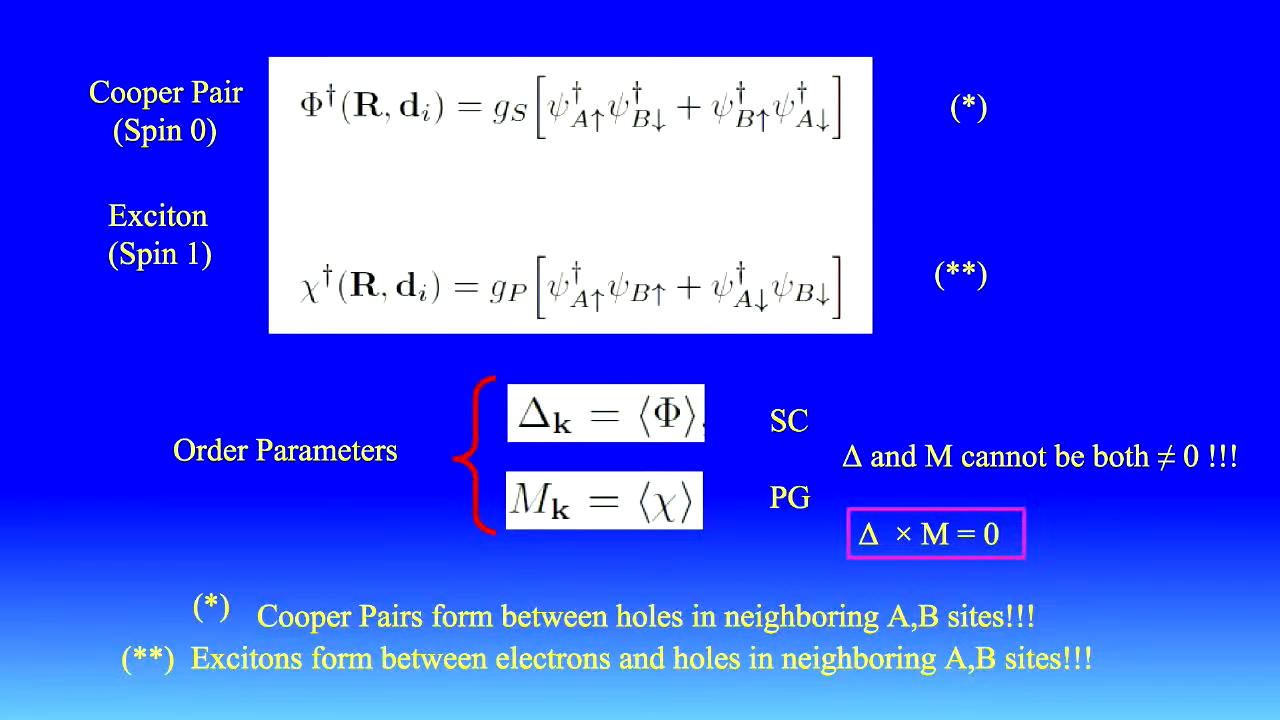 Cooper Pair
(Spin 0)
Φ†(R, dᵢ) = g_S [ψ†_A↑ ψ†_B↓ + ψ†_B↑ ψ†_A↓]
(*)
Exciton
(Spin 1)
χ†(R, dᵢ) = g_P [ψ†_A↑ ψ_B↑ + ψ†_A↓ ψ_B↓]
(**)
Order Parameters
Δ_k = ⟨Φ⟩,
SC
M_k = ⟨χ⟩
PG
Δ and M cannot be both ≠ 0 !!!
Δ × M = 0
(*) Cooper Pairs form between holes in neighboring A,B sites!!!
(**) Excitons form between electrons and holes in neighboring A,B sites!!!